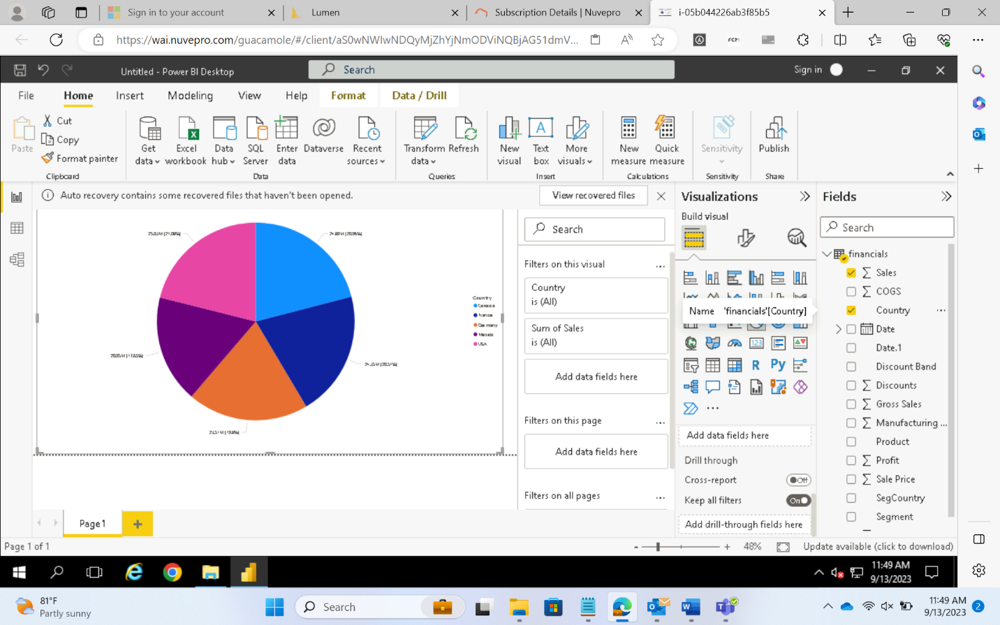 Sign in to your account
Lumen
Subscription Details | Nuvepro
i-05b044226ab3f85b5
https://wai.nuvepro.com/guacamole/#/client/aS0wNWIwNDQyMjZhYjNmODViNQBjAG51dmV...
Untitled - Power BI Desktop
Search
Sign in
File
Home
Insert
Modeling
View
Help
Format
Data / Drill
Paste
Cut
Copy
Format painter
Clipboard
Get data
Excel workbook
Data hub
SQL Server
Enter data
Dataverse
Recent sources
Data
Transform data
Refresh
Queries
New visual
Text box
More visuals
Insert
New measure
Quick measure
Calculations
Sensitivity
Sensitivity
Publish
Share
Auto recovery contains some recovered files that haven't been opened.
View recovered files
Country
Canada
France
Germany
Mexico
USA
Search
Filters on this visual
Country
is (All)
Sum of Sales
is (All)
Add data fields here
Filters on this page
Add data fields here
Filters on all pages
Visualizations
Build visual
Name 'financials'[Country]
R
Py
Add data fields here
Drill through
Cross-report
Off
Keep all filters
On
Add drill-through fields here
Fields
Search
financials
Sales
COGS
Country
Date
Date.1
Discount Band
Discounts
Gross Sales
Manufacturing ...
Product
Profit
Sale Price
SegCountry
Segment
Page 1
Page 1 of 1
48%
Update available (click to download)
11:49 AM
9/13/2023
81°F
Partly sunny
Search
11:49 AM
9/13/2023
2